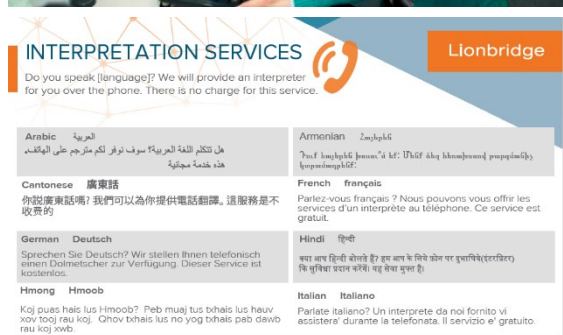 INTERPRETATION SERVICES
Lionbridge
Do you speak [language]? We will provide an interpreter
for you over the phone. There is no charge for this service.
Arabic العربية
هل تتكلم اللغة العربية؟ سوف نوفر لكم مترجم على الهاتف.
هذه خدمة مجانية
Armenian Հայերեն
Cantonese 廣東話
你説廣東話嗎? 我們可以為你提供電話翻譯。這服務是不
收费的
French français
Parlez-vous français ? Nous pouvons vous offrir les
services d'un interprète au téléphone. Ce service est
gratuit.
German Deutsch
Sprechen Sie Deutsch? Wir stellen Ihnen telefonisch
einen Dolmetscher zur Verfügung. Dieser Service ist
kostenlos.
Hindi हिन्दी
क्या आप हिन्दी बोलते हैं? हम आप के लिये फ़ोन पर दुभाषिये(इंटरप्रिटर)
कि सुविधा प्रदान करेंगें। यह सेवा मुफ्त है।
Hmong Hmoob
Koj puas hais lus Hmoob? Peb muaj tus txhais lus hauv
xov tooj rau koj. Qhov txhais lus no yog txhais pab dawb
rau koj xwb.
Italian Italiano
Parlate italiano? Un interprete da noi fornito vi
assistera' durante la telefonata. Il servizio e' gratuito.